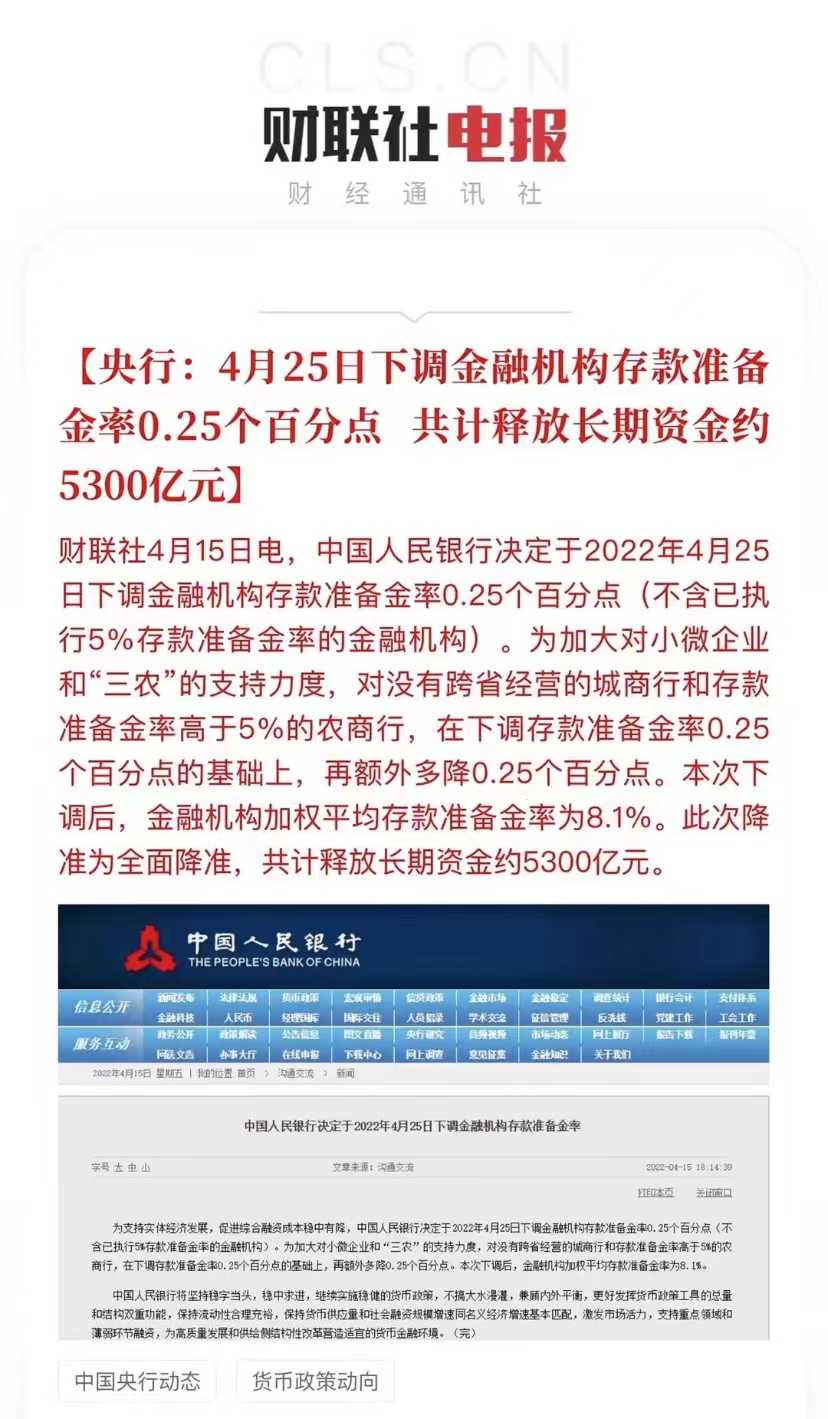 CLS.CN
财联社电报
财经通讯社
【央行：4月25日下调金融机构存款准备
金率0.25个百分点 共计释放长期资金约
5300亿元】
财联社4月15日电，中国人民银行决定于2022年4月25
日下调金融机构存款准备金率0.25个百分点（不含已执
行5%存款准备金率的金融机构）。为加大对小微企业
和“三农”的支持力度，对没有跨省经营的城商行和存款
准备金率高于5%的农商行，在下调存款准备金率0.25
个百分点的基础上，再额外多降0.25个百分点。本次下
调后，金融机构加权平均存款准备金率为8.1%。此次降
准为全面降准，共计释放长期资金约5300亿元。
中国人民银行
THE PEOPLE'S BANK OF CHINA
信息公开 新闻发布 法律法规 货币政策 宏观审慎 信贷政策 金融市场 金融稳定 调查统计 银行会计 支付体系
金融科技 人民币 经理国库 国际交往 人员招录 学术交流 征信管理 反洗钱 党建工作 工会工作
服务互动 政务公开 政策解读 公告信息 图文直播 央行研究 音频视频 市场动态 网上展厅 报告下载 报刊年鉴
网送文告 办事大厅 在线申报 下载中心 网上调查 意见征集 金融知识 关于我们
2022年4月15日 星期五 | 我的位置:首页 > 沟通交流 > 新闻
中国人民银行决定于2022年4月25日下调金融机构存款准备金率
字号 大 中 小 文章来源：沟通交流 2022-04-15 18:14:39
打印本页 关闭窗口
为支持实体经济发展，促进综合融资成本稳中有降，中国人民银行决定于2022年4月25日下调金融机构存款准备金率0.25个百分点（不
含已执行5%存款准备金率的金融机构）。为加大对小微企业和“三农”的支持力度，对没有跨省经营的城商行和存款准备金率高于5%的农
商行，在下调存款准备金率0.25个百分点的基础上，再额外多降0.25个百分点。本次下调后，金融机构加权平均存款准备金率为8.1%。
中国人民银行将坚持稳字当头，稳中求进，继续实施稳健的货币政策，不搞大水漫灌，兼顾内外平衡，更好发挥货币政策工具的总量
和结构双重功能，保持流动性合理充裕，保持货币供应量和社会融资规模增速同名义经济增速基本匹配，激发市场活力，支持重点领域和
薄弱环节融资，为高质量发展和供给侧结构性改革营造适宜的货币金融环境。（完）
中国央行动态 货币政策动向